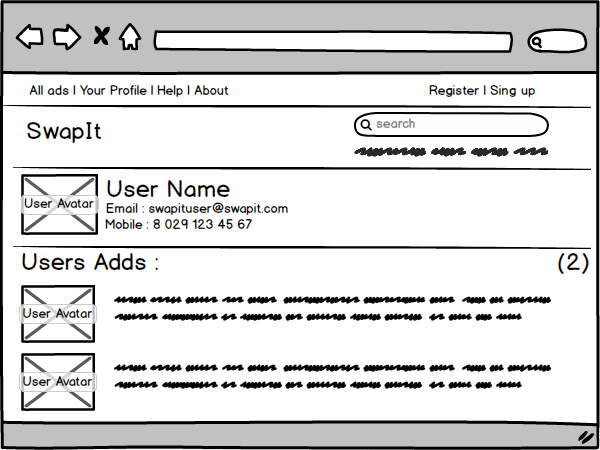 All ads | Your Profile | Help | About
Register | Sing up
SwapIt
search
User Avatar
User Name
Email : swapituser@swapit.com
Mobile : 8 029 123 45 67
Users Adds :
(2)
User Avatar
User Avatar